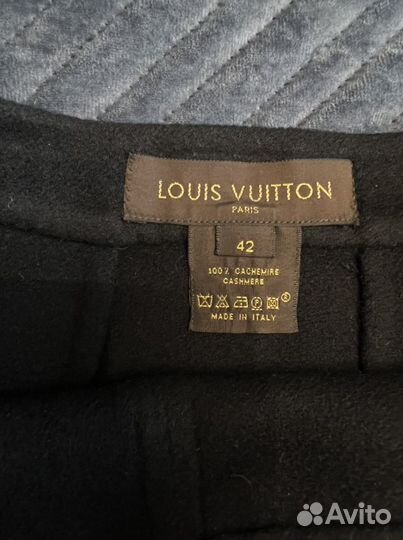 LOUIS VUITTON
PARIS
42
100% CACHEMIRE
CASHMERE
MADE IN ITALY
Avito